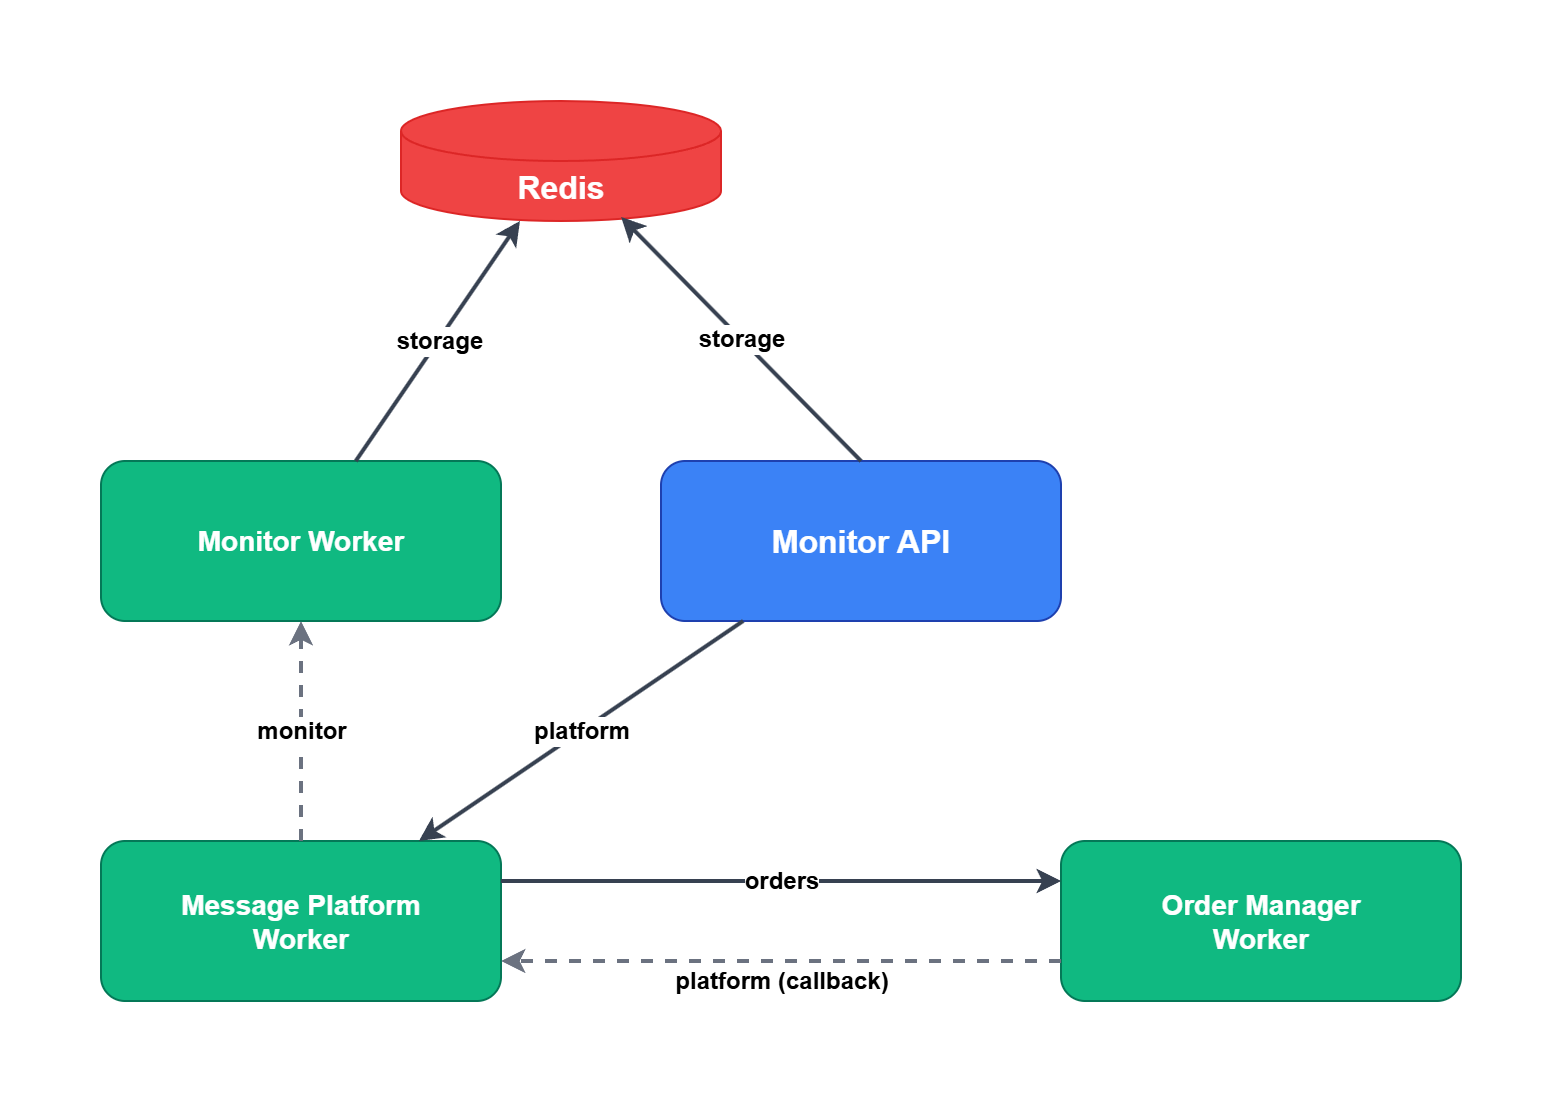 Redis
storage
storage
Monitor Worker
Monitor API
monitor
platform
Message Platform
Worker
orders
platform (callback)
Order Manager
Worker